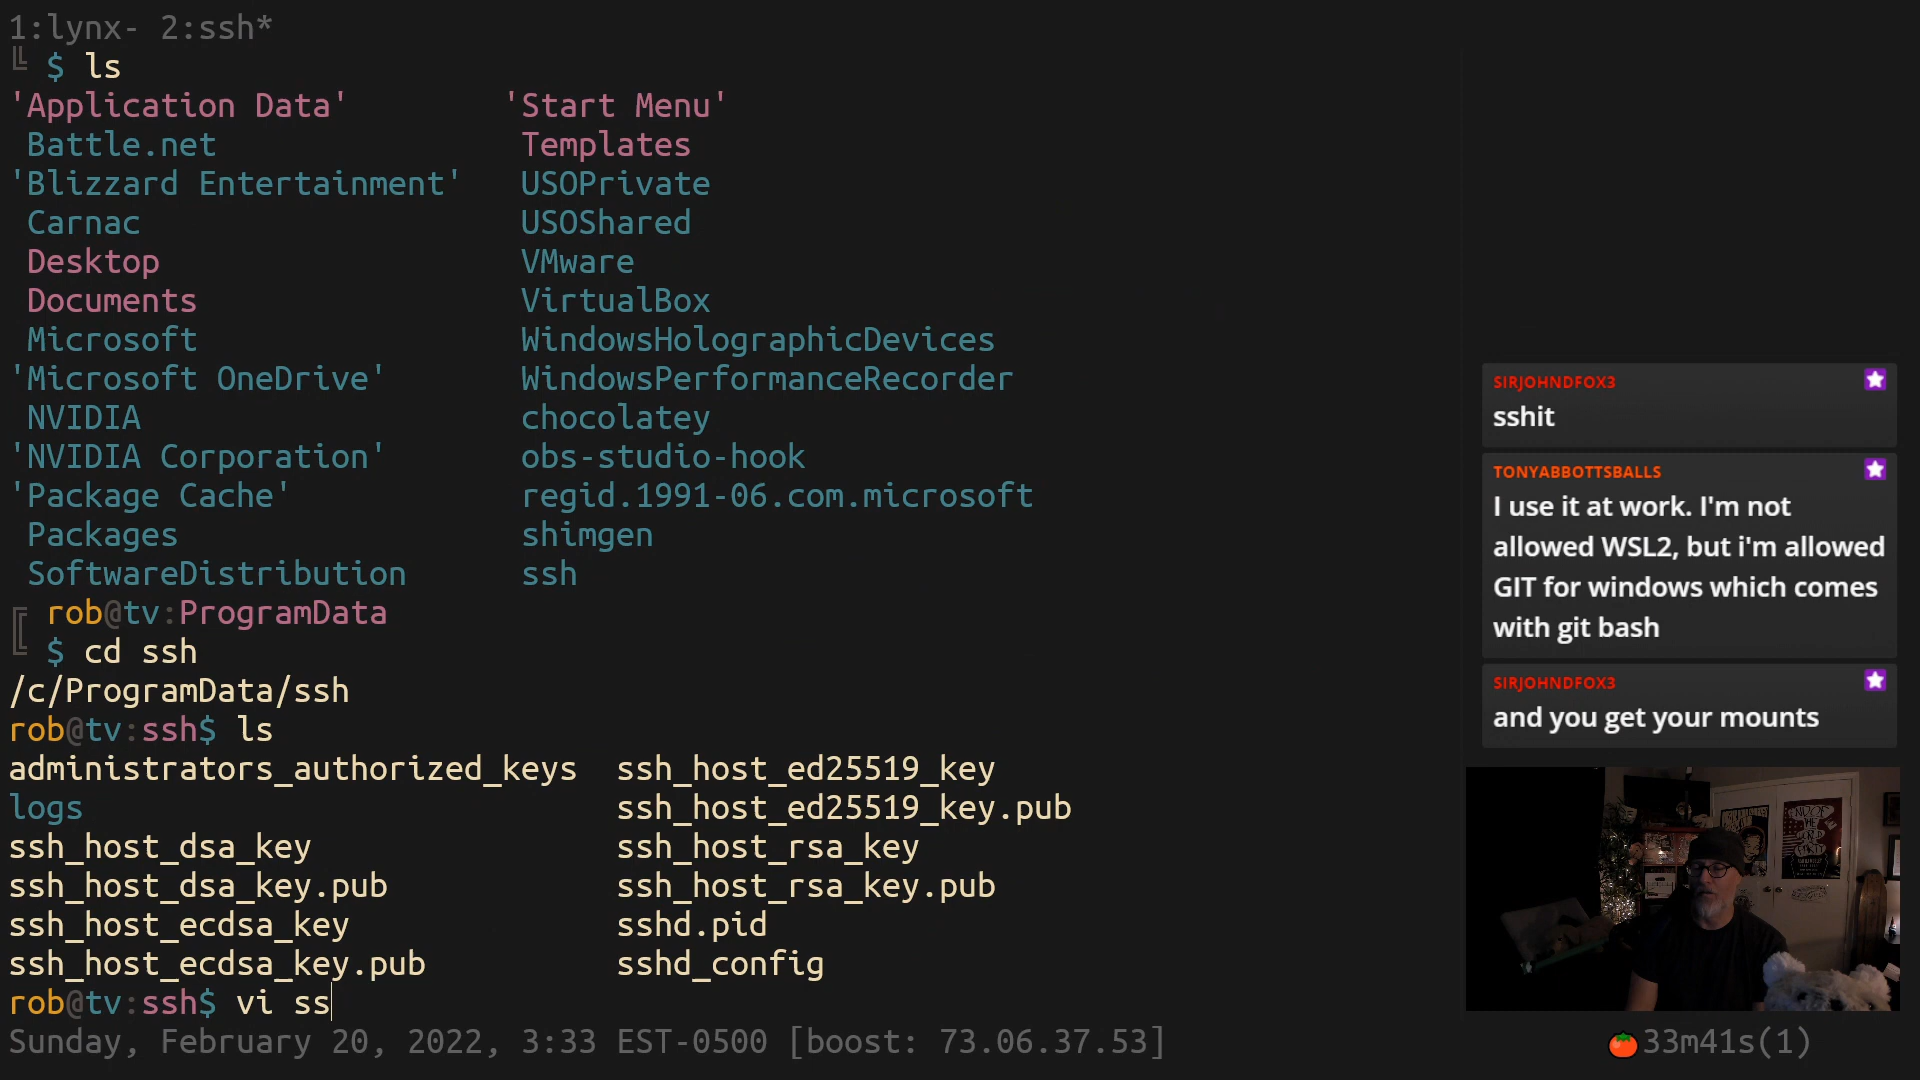 1:lynx- 2:ssh*
$ ls
'Application Data' 'Start Menu'
Battle.net Templates
'Blizzard Entertainment' USOPrivate
Carnac USOShared
Desktop VMware
Documents VirtualBox
Microsoft WindowsHolographicDevices
'Microsoft OneDrive' WindowsPerformanceRecorder
NVIDIA chocolatey
'NVIDIA Corporation' obs-studio-hook
'Package Cache' regid.1991-06.com.microsoft
Packages shimgen
SoftwareDistribution ssh
rob@tv:ProgramData
$ cd ssh
/c/ProgramData/ssh
rob@tv:ssh$ ls
administrators_authorized_keys ssh_host_ed25519_key
logs ssh_host_ed25519_key.pub
ssh_host_dsa_key ssh_host_rsa_key
ssh_host_dsa_key.pub ssh_host_rsa_key.pub
ssh_host_ecdsa_key sshd.pid
ssh_host_ecdsa_key.pub sshd_config
rob@tv:ssh$ vi ss
Sunday, February 20, 2022, 3:33 EST-0500 [boost: 73.06.37.53]
33m41s(1)
SIRJOHNDFOX3
sshit
TONYABBOTTSBALLS
I use it at work. I'm not
allowed WSL2, but i'm allowed
GIT for windows which comes
with git bash
SIRJOHNDFOX3
and you get your mounts